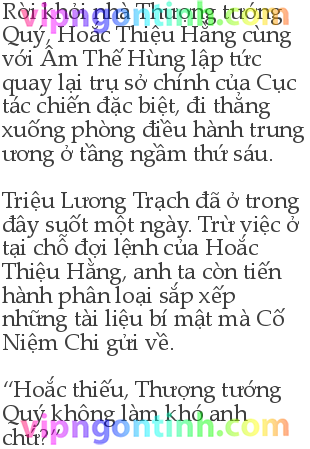 Rời khỏi nhà Thượng tướng
vipngontinh.com
Quý, Hoắc Thiệu Hằng cùng
với Âm Thế Hùng lập tức
quay lại trụ sở chính của Cục
tác chiến đặc biệt, đi thẳng
xuống phòng điều hành trung
ương ở tầng ngầm thứ sáu.
Triệu Lương Trạch đã ở trong
đây suốt một ngày. Trừ việc ở
tại chỗ đợi lệnh của Hoắc
Thiệu Hằng, anh ta còn tiến
hành phân loại sắp xếp
những tài liệu bí mật mà Cố
Niệm Chi gửi về.
“Hoắc thiếu, Thượng tướng
Quý không làm khó anh
vipngontinh.com
chứ?”